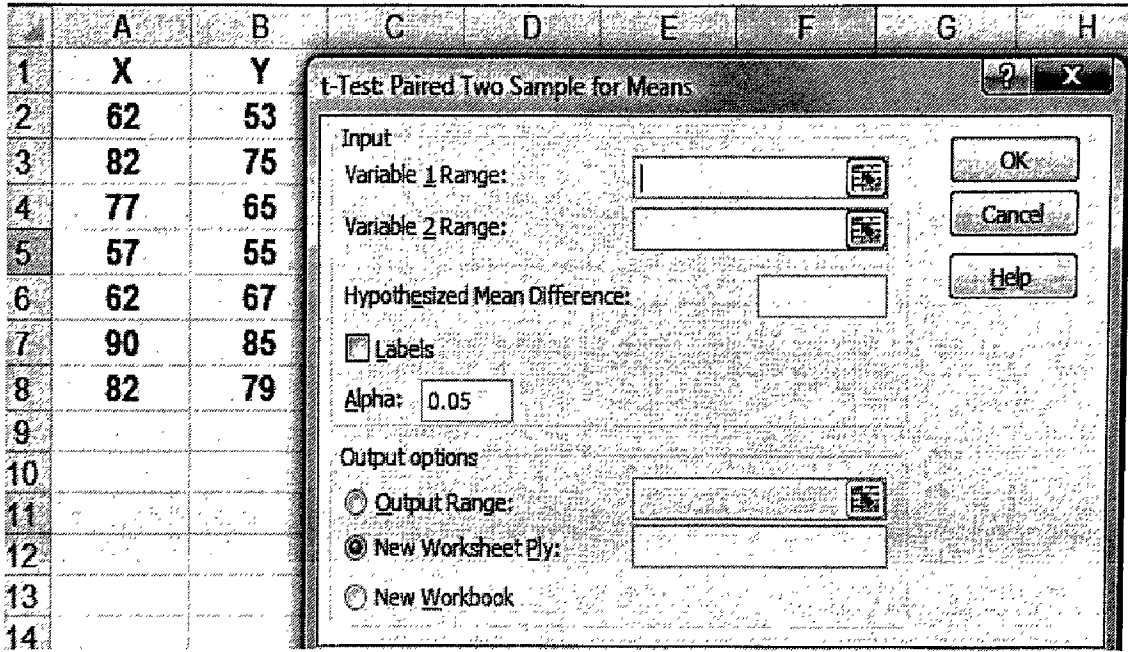 A B C D E F G H
1 X Y
2 62 53
3 82 75
4 77 65
5 57 55
6 62 67
7 90 85
8 82 79
9
10
11
12
13
14
t-Test: Paired Two Sample for Means
Input
Variable 1 Range:
Variable 2 Range:
Hypothesized Mean Difference:
Labels
Alpha: 0.05
Output options
Output Range:
New Worksheet Ply:
New Workbook
OK
Cancel
Help